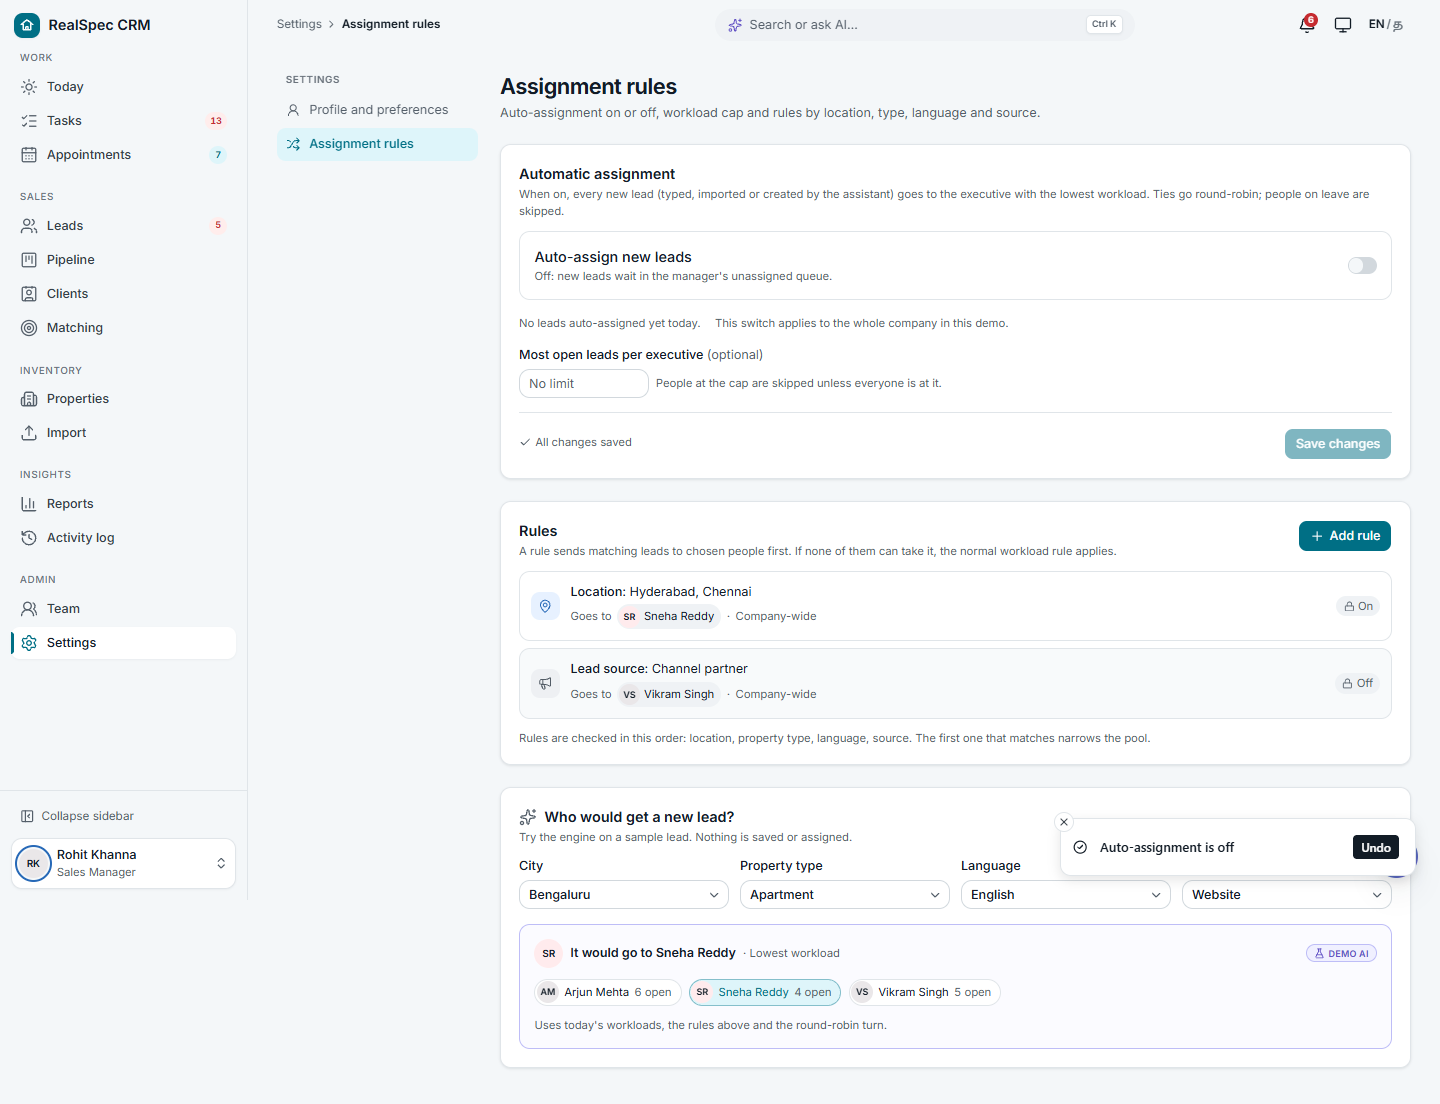 RealSpec CRM
WORK
Today
Tasks 13
Appointments 7
SALES
Leads 5
Pipeline
Clients
Matching
INVENTORY
Properties
Import
INSIGHTS
Reports
Activity log
ADMIN
Team
Settings
Collapse sidebar
RK Rohit Khanna
Sales Manager
Settings > Assignment rules
Search or ask AI... Ctrl K
6
EN / த
SETTINGS
Profile and preferences
Assignment rules
Assignment rules
Auto-assignment on or off, workload cap and rules by location, type, language and source.
Automatic assignment
When on, every new lead (typed, imported or created by the assistant) goes to the executive with the lowest workload. Ties go round-robin; people on leave are
skipped.
Auto-assign new leads
Off: new leads wait in the manager's unassigned queue.
No leads auto-assigned yet today. This switch applies to the whole company in this demo.
Most open leads per executive (optional)
No limit People at the cap are skipped unless everyone is at it.
All changes saved Save changes
Rules
+ Add rule
A rule sends matching leads to chosen people first. If none of them can take it, the normal workload rule applies.
Location: Hyderabad, Chennai
Goes to SR Sneha Reddy · Company-wide
On
Lead source: Channel partner
Goes to VS Vikram Singh · Company-wide
Off
Rules are checked in this order: location, property type, language, source. The first one that matches narrows the pool.
Who would get a new lead?
Try the engine on a sample lead. Nothing is saved or assigned.
Auto-assignment is off Undo
City Property type Language
Bengaluru Apartment English Website
SR It would go to Sneha Reddy · Lowest workload DEMO AI
AM Arjun Mehta 6 open SR Sneha Reddy 4 open VS Vikram Singh 5 open
Uses today's workloads, the rules above and the round-robin turn.